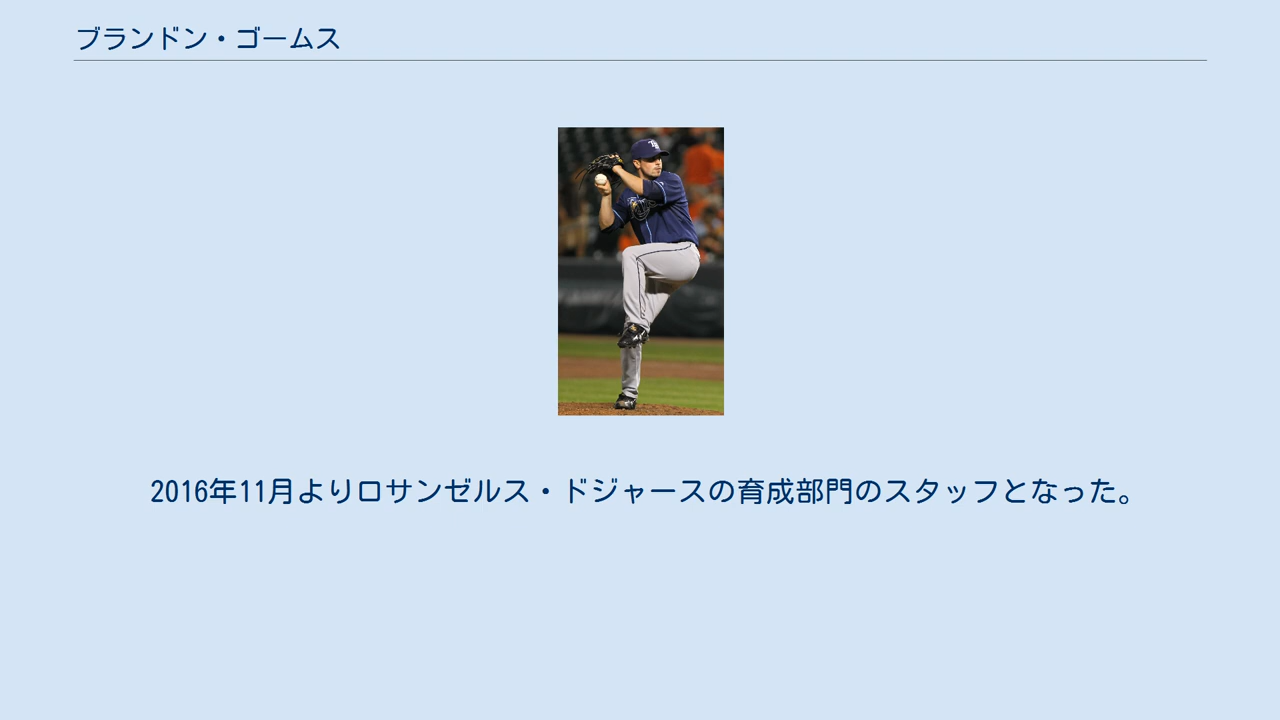 ブランドン・ゴームス
TB
2016年11月よりロサンゼルス・ドジャースの育成部門のスタッフとなった。